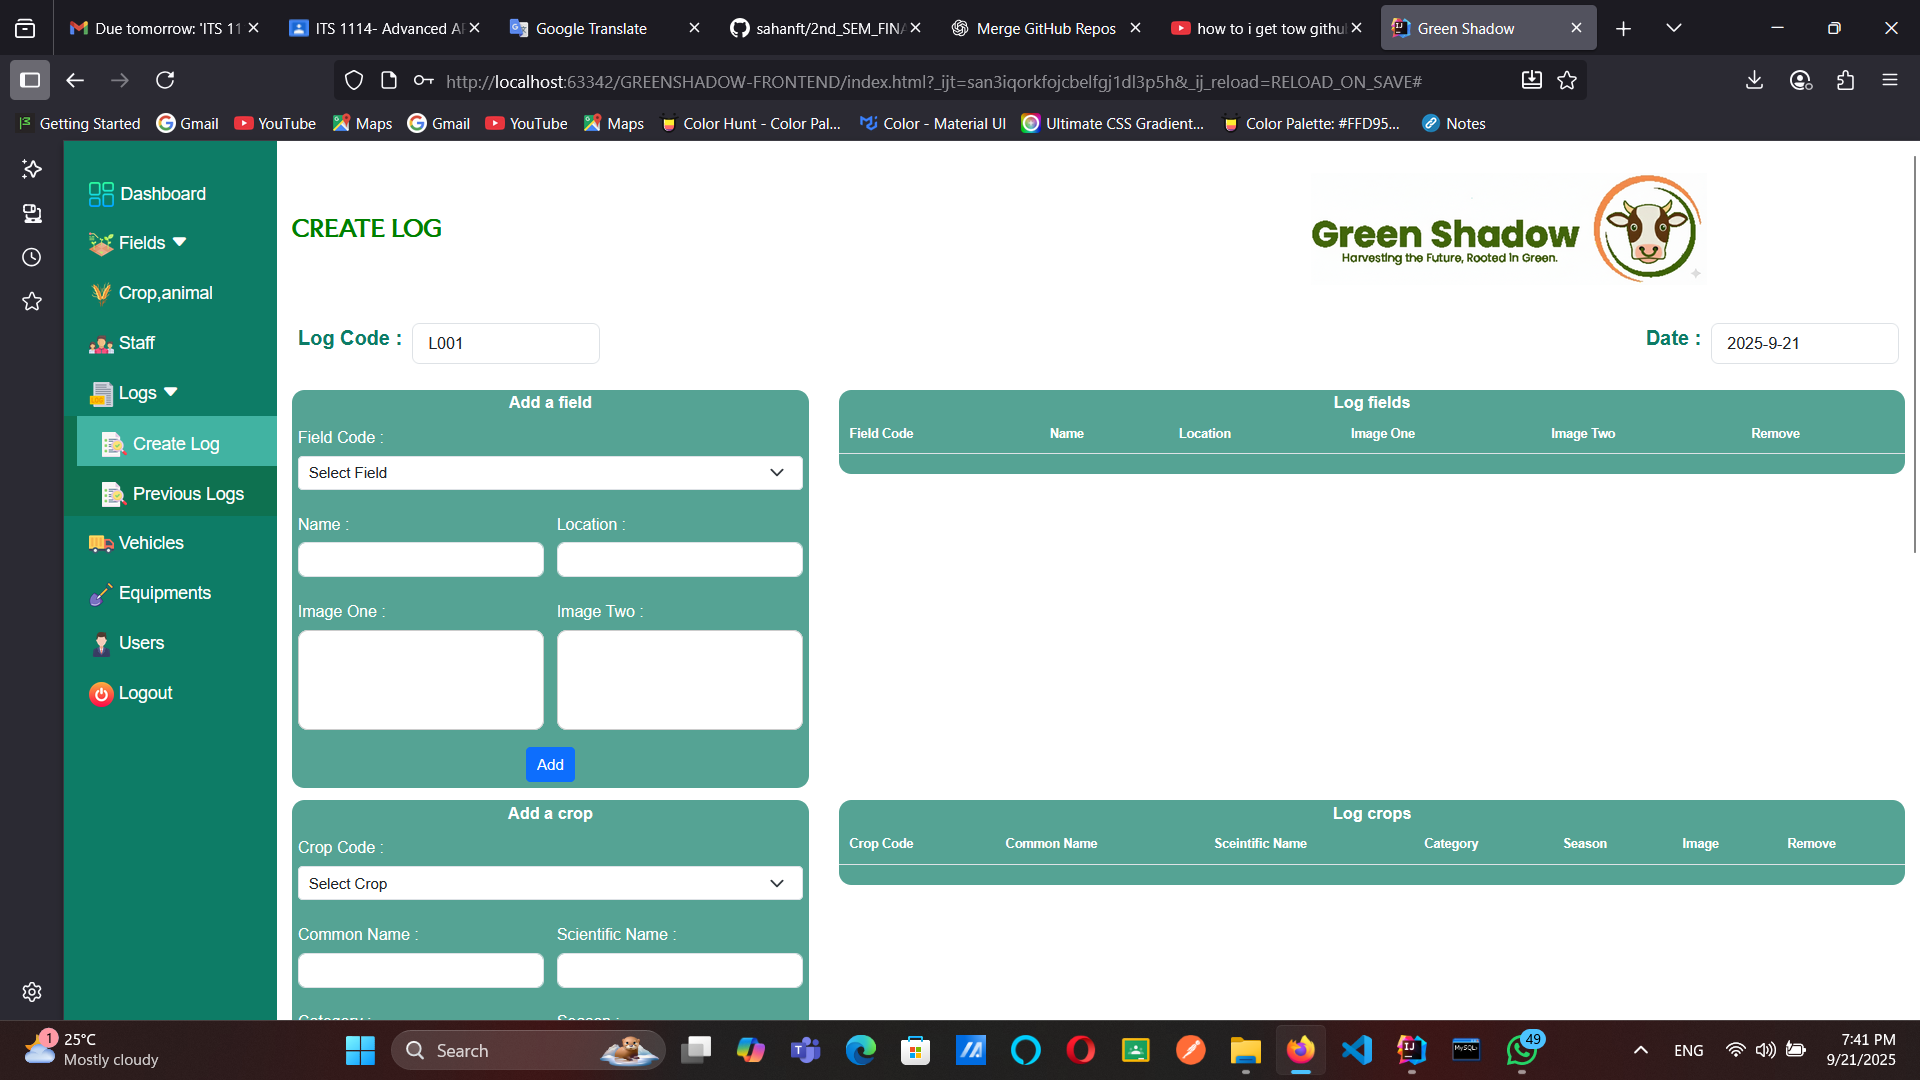 Due tomorrow: 'ITS 11
ITS 1114- Advanced A
Google Translate
sahanft/2nd_SEM_FINA
Merge GitHub Repos
how to i get tow githu
Green Shadow
http://localhost:63342/GREENSHADOW-FRONTEND/index.html?_ijt=san3iqorkfojcbelfgj1dl3p5h&_ij_reload=RELOAD_ON_SAVE#
Getting Started
Gmail
YouTube
Maps
Gmail
YouTube
Maps
Color Hunt - Color Pal...
Color - Material UI
Ultimate CSS Gradient...
Color Palette: #FFD95...
Notes
Dashboard
Fields
Crop,animal
Staff
Logs
Create Log
Previous Logs
Vehicles
Equipments
Users
Logout
CREATE LOG
Green Shadow
Harvesting the Future, Rooted in Green.
Log Code :
L001
Date :
2025-9-21
Add a field
Field Code :
Select Field
Name :
Location :
Image One :
Image Two :
Add
Log fields
Field Code Name Location Image One Image Two Remove
Add a crop
Crop Code :
Select Crop
Common Name :
Scientific Name :
Category :
Season :
Log crops
Crop Code Common Name Sceintific Name Category Season Image Remove
1
25°C
Mostly cloudy
Search
49
ENG
7:41 PM
9/21/2025